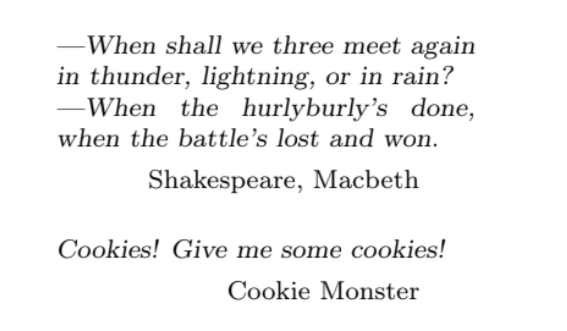 —When shall we three meet again
in thunder, lightning, or in rain?
—When the hurlyburly’s done,
when the battle’s lost and won.
Shakespeare, Macbeth
Cookies! Give me some cookies!
Cookie Monster